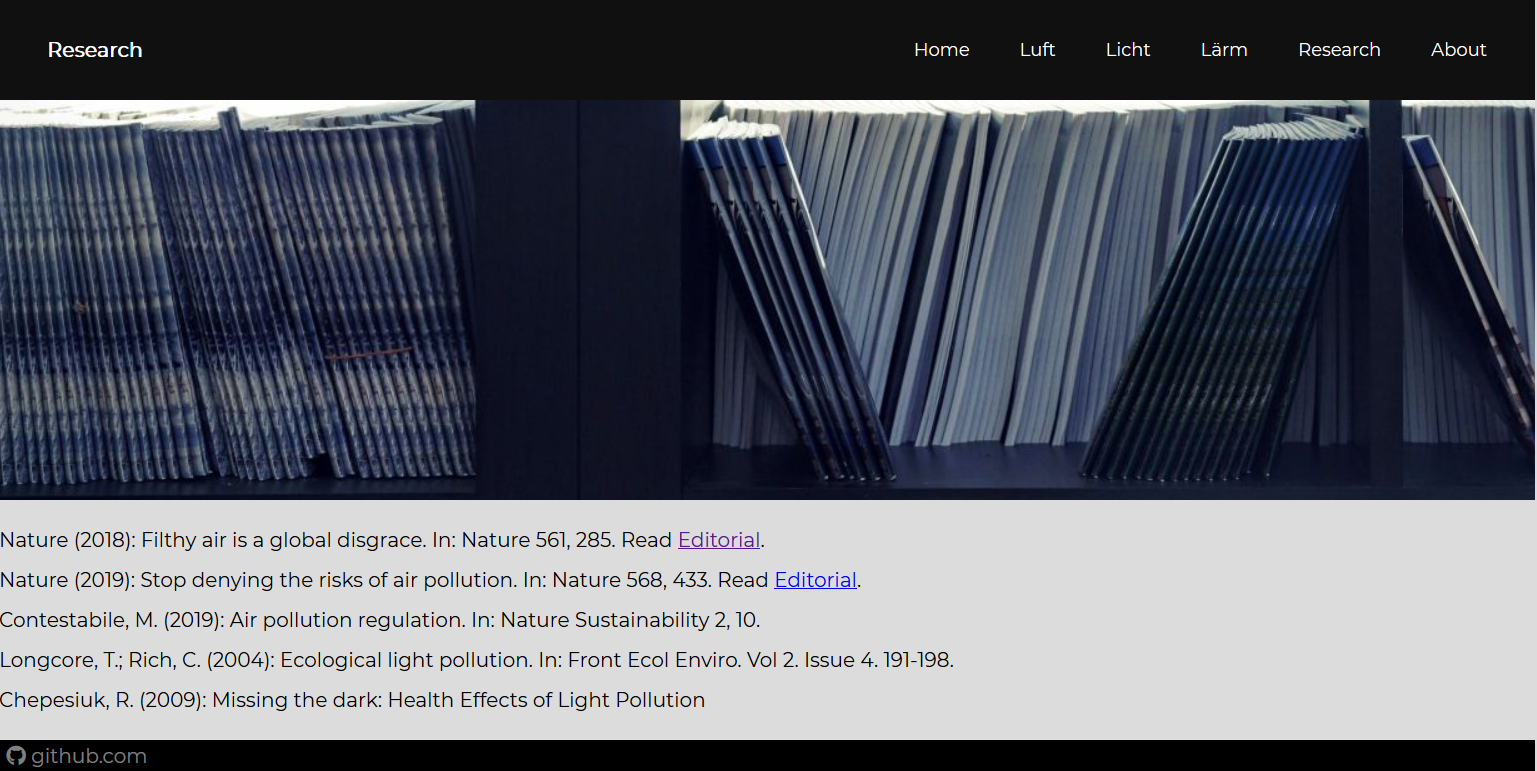 Research
Home Luft Licht Lärm Research About
Nature (2018): Filthy air is a global disgrace. In: Nature 561, 285. Read Editorial.
Nature (2019): Stop denying the risks of air pollution. In: Nature 568, 433. Read Editorial.
Contestabile, M. (2019): Air pollution regulation. In: Nature Sustainability 2, 10.
Longcore, T.; Rich, C. (2004): Ecological light pollution. In: Front Ecol Enviro. Vol 2. Issue 4. 191-198.
Chepesiuk, R. (2009): Missing the dark: Health Effects of Light Pollution
github.com